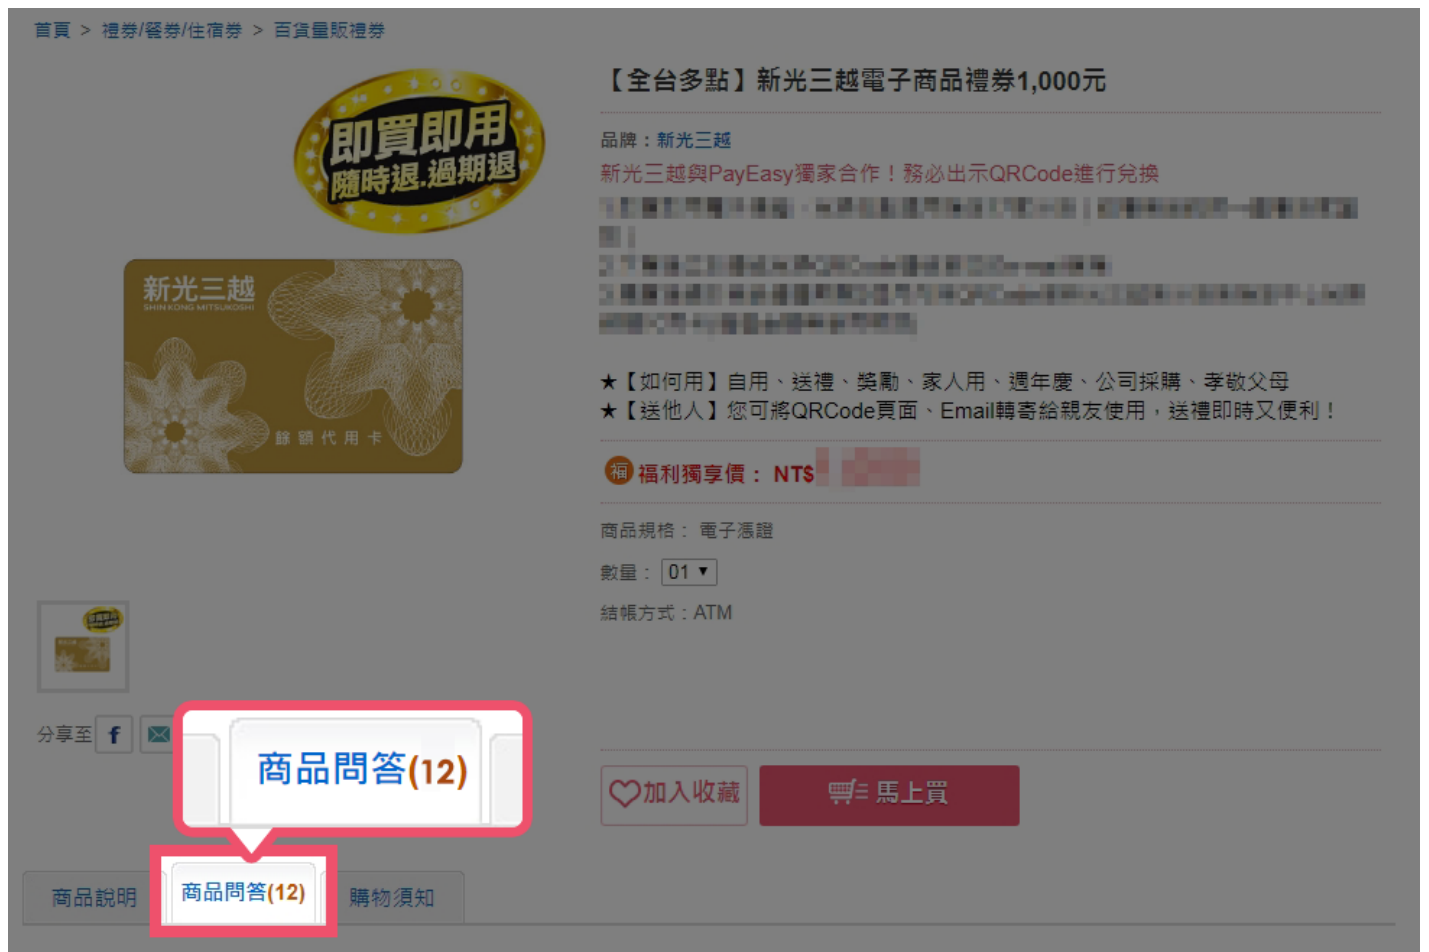 首頁 > 禮券/餐券/住宿券 > 百貨量販禮券
即買即用
隨時退.過期退
新光三越
SHIN KONG MITSUKOSHI
餘額代用卡
【全台多點】新光三越電子商品禮券1,000元
品牌：新光三越
新光三越與PayEasy獨家合作！務必出示QRCode進行兌換
★【如何用】自用、送禮、獎勵、家人用、週年慶、公司採購、孝敬父母
★【送他人】您可將QRCode頁面、Email轉寄給親友使用，送禮即時又便利！
福 福利獨享價： NT$
商品規格： 電子憑證
數量： 01
結帳方式：ATM
分享至 f
商品問答(12)
加入收藏
馬上買
商品說明
商品問答(12)
購物須知